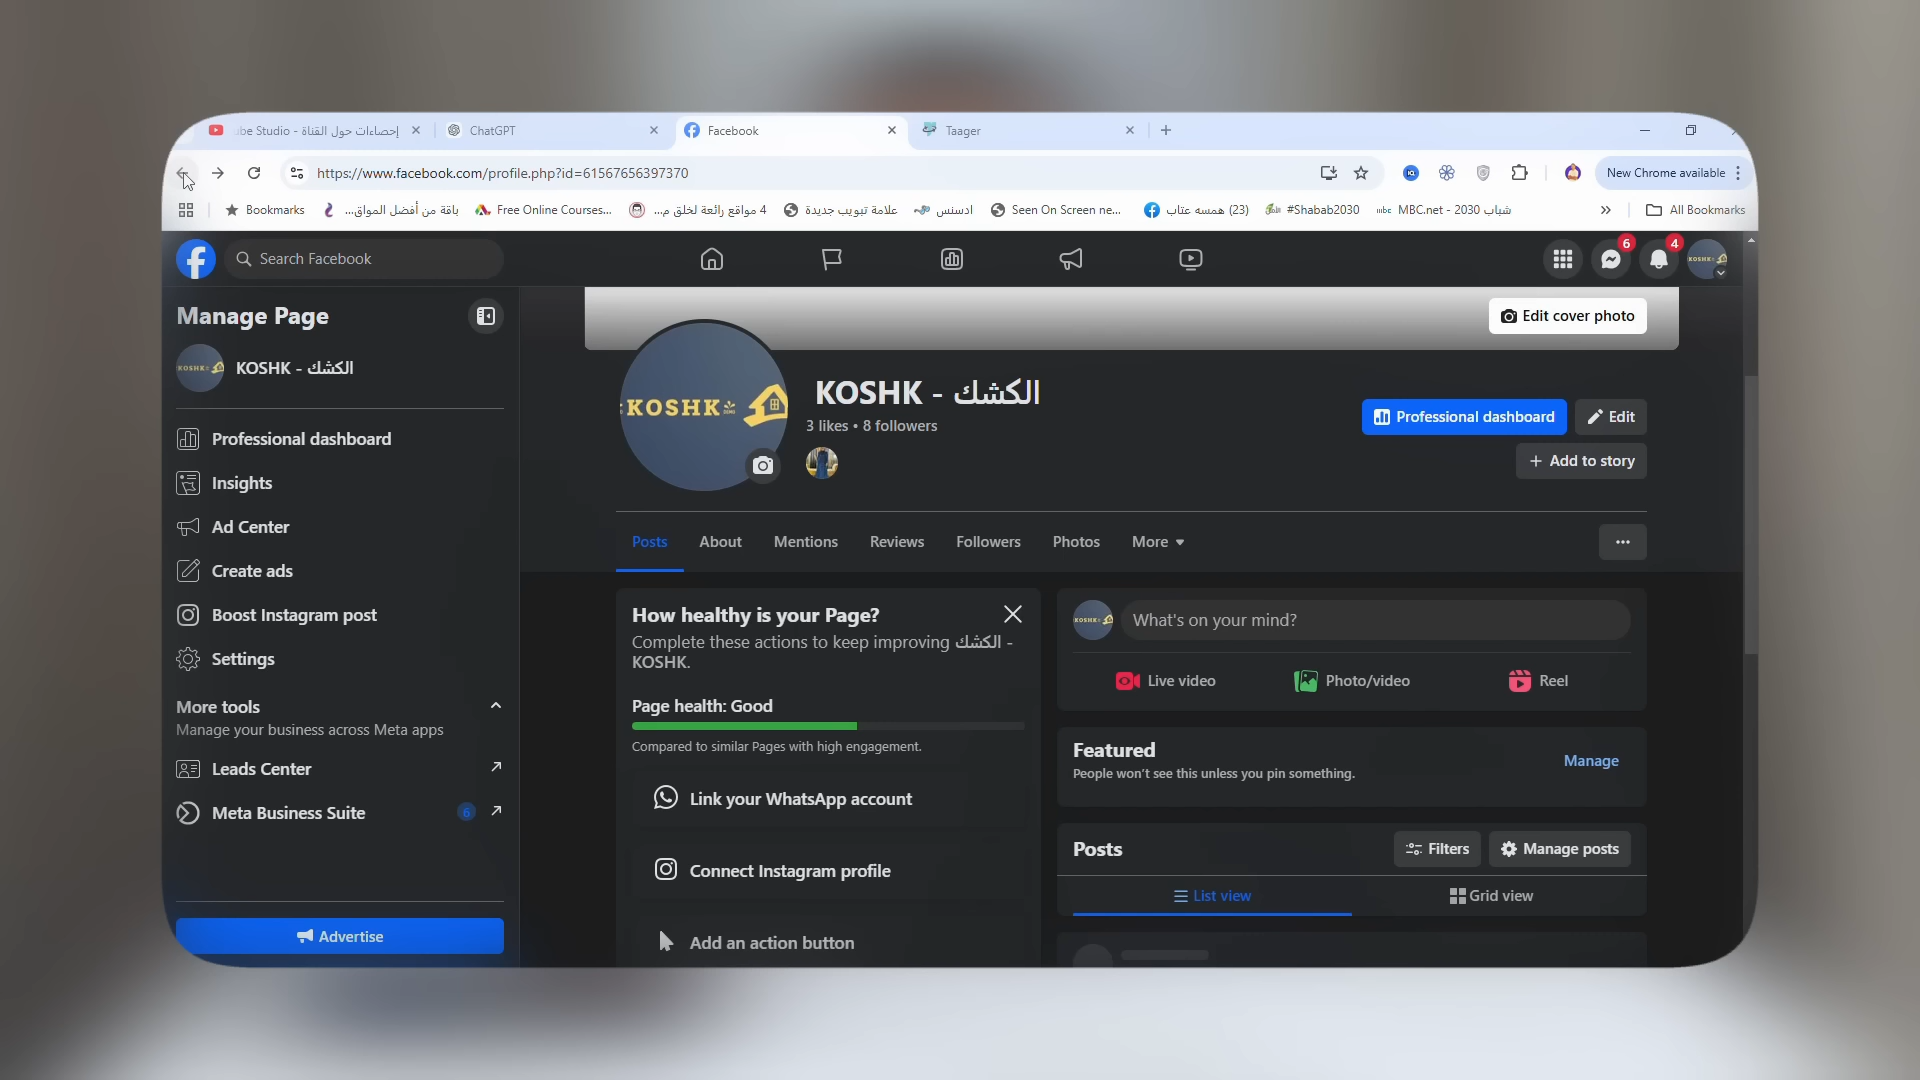 be Studio - إحصاءات حول القناة
ChatGPT
Facebook
Taager
https://www.facebook.com/profile.php?id=61567656397370
New Chrome available
Bookmarks
باقة من أفضل المواق...
Free Online Courses...
4 مواقع رائعة لخلق م...
علامة تبويب جديدة
ادسنس
Seen On Screen ne...
(23) همسه عتاب
#Shabab2030
MBC.net - 2030 شباب
All Bookmarks
Search Facebook
6
4
Manage Page
KOSHK - الكشك
Professional dashboard
Insights
Ad Center
Create ads
Boost Instagram post
Settings
More tools
Manage your business across Meta apps
Leads Center
Meta Business Suite
6
Advertise
Edit cover photo
KOSHK
KOSHK - الكشك
3 likes • 8 followers
Professional dashboard
Edit
Add to story
Posts
About
Mentions
Reviews
Followers
Photos
More
How healthy is your Page?
Complete these actions to keep improving الكشك -
KOSHK.
Page health: Good
Compared to similar Pages with high engagement.
Link your WhatsApp account
Connect Instagram profile
Add an action button
What's on your mind?
Live video
Photo/video
Reel
Featured
People won't see this unless you pin something.
Manage
Posts
Filters
Manage posts
List view
Grid view